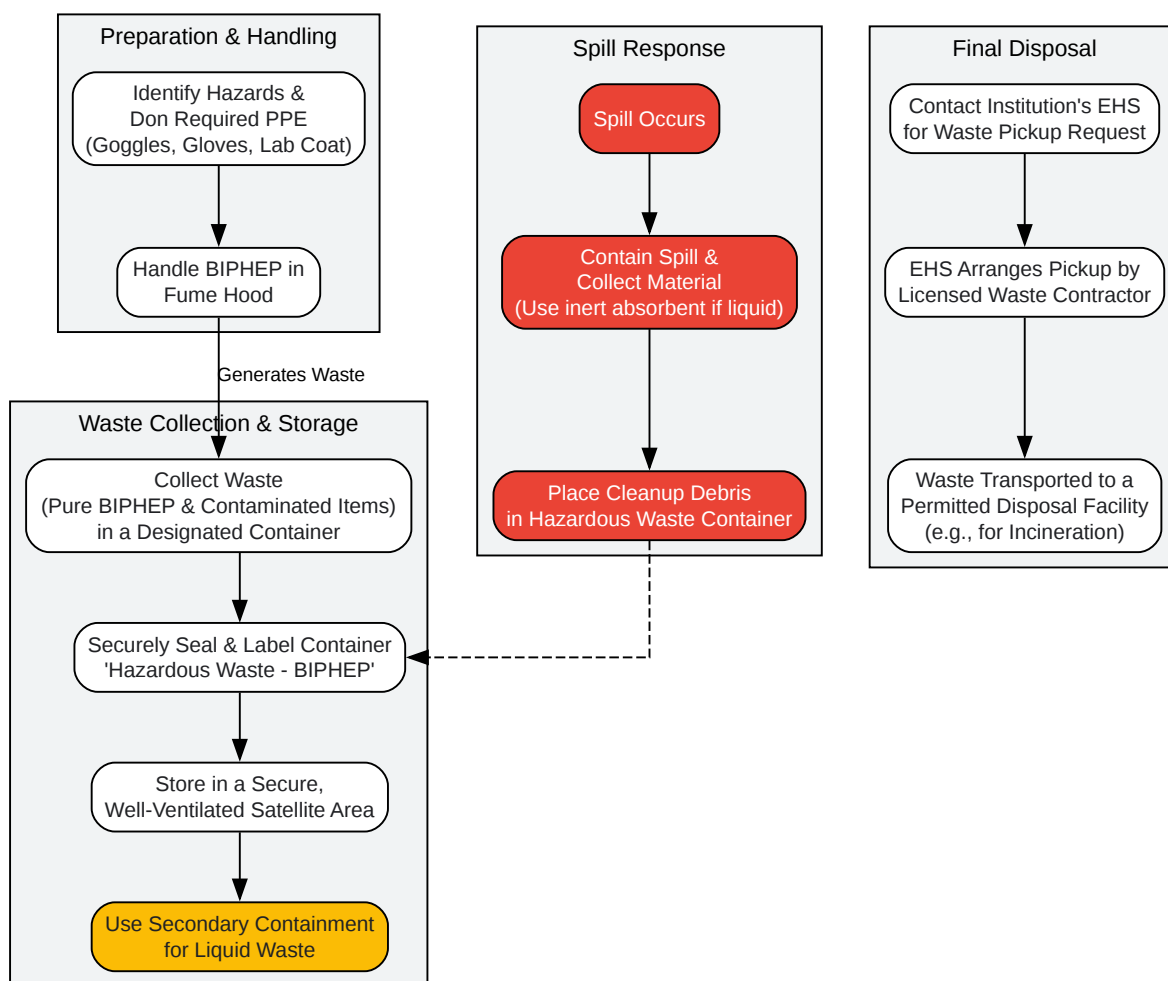 Preparation & Handling
Identify Hazards &
Don Required PPE
(Goggles, Gloves, Lab Coat)
Handle BIPHEP in
Fume Hood
Generates Waste
Waste Collection & Storage
Collect Waste
(Pure BIPHEP & Contaminated Items)
in a Designated Container
Securely Seal & Label Container
'Hazardous Waste - BIPHEP'
Store in a Secure,
Well-Ventilated Satellite Area
Use Secondary Containment
for Liquid Waste
Spill Response
Spill Occurs
Contain Spill &
Collect Material
(Use inert absorbent if liquid)
Place Cleanup Debris
in Hazardous Waste Container
Final Disposal
Contact Institution's EHS
for Waste Pickup Request
EHS Arranges Pickup by
Licensed Waste Contractor
Waste Transported to a
Permitted Disposal Facility
(e.g., for Incineration)